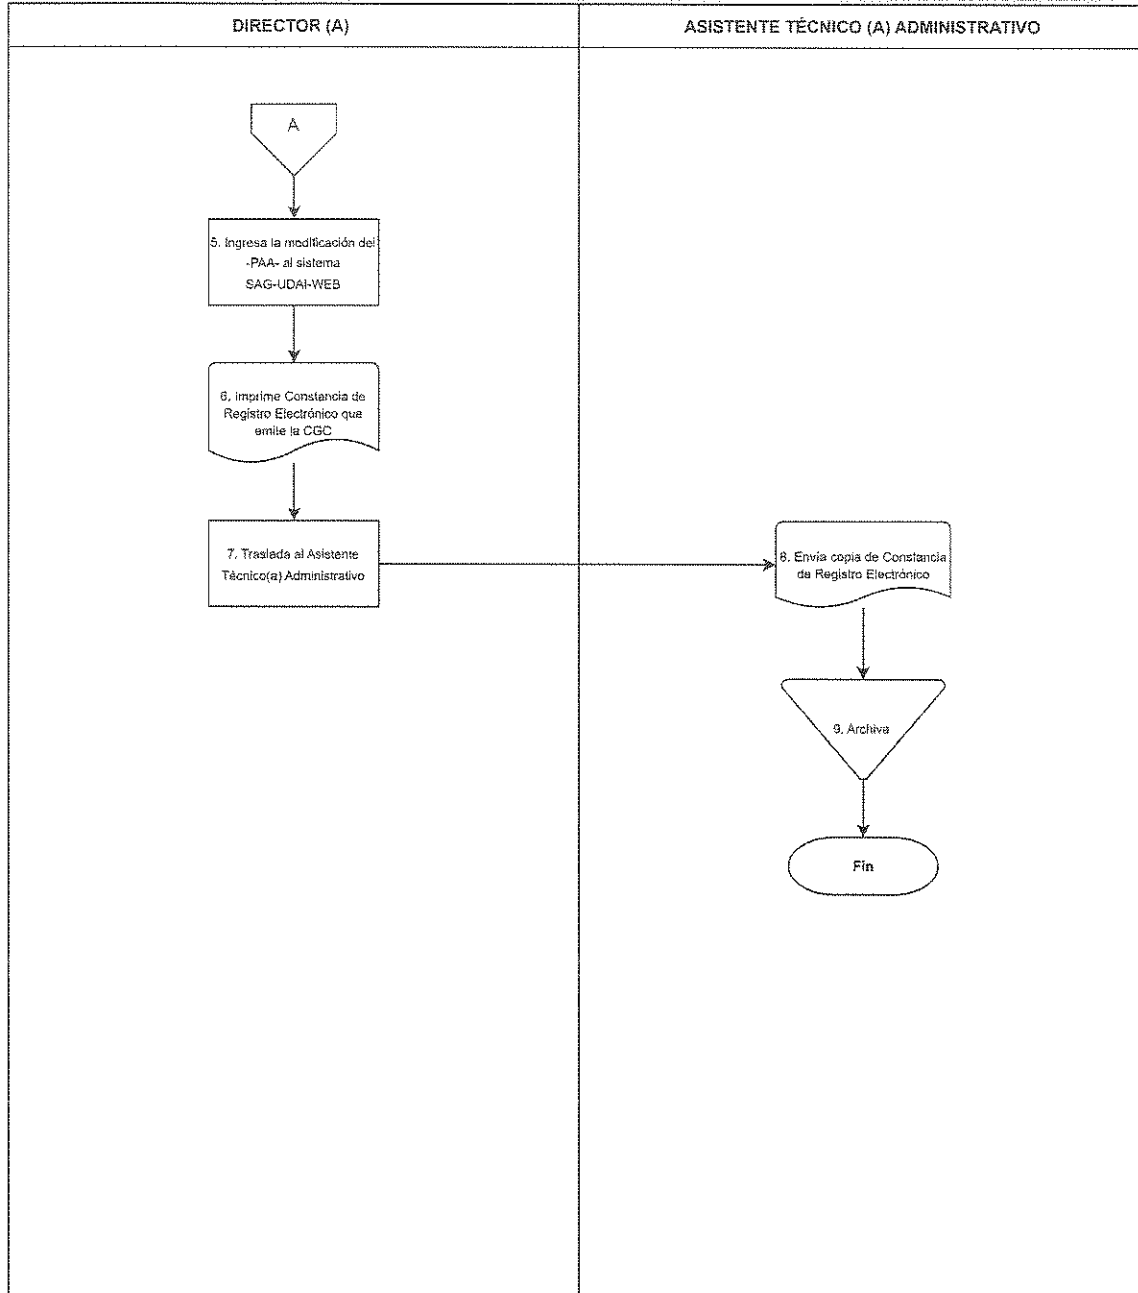 DIRECTOR (A)
ASISTENTE TÉCNICO (A) ADMINISTRATIVO
A
5. Ingresa la modificación del
-PAA- al sistema
SAG-UDAI-WEB
6. Imprime Constancia de
Registro Electrónico que
emite la CGC
7. Traslada al Asistente
Técnico(a) Administrativo
8. Envía copia de Constancia
de Registro Electrónico
9. Archiva
Fin